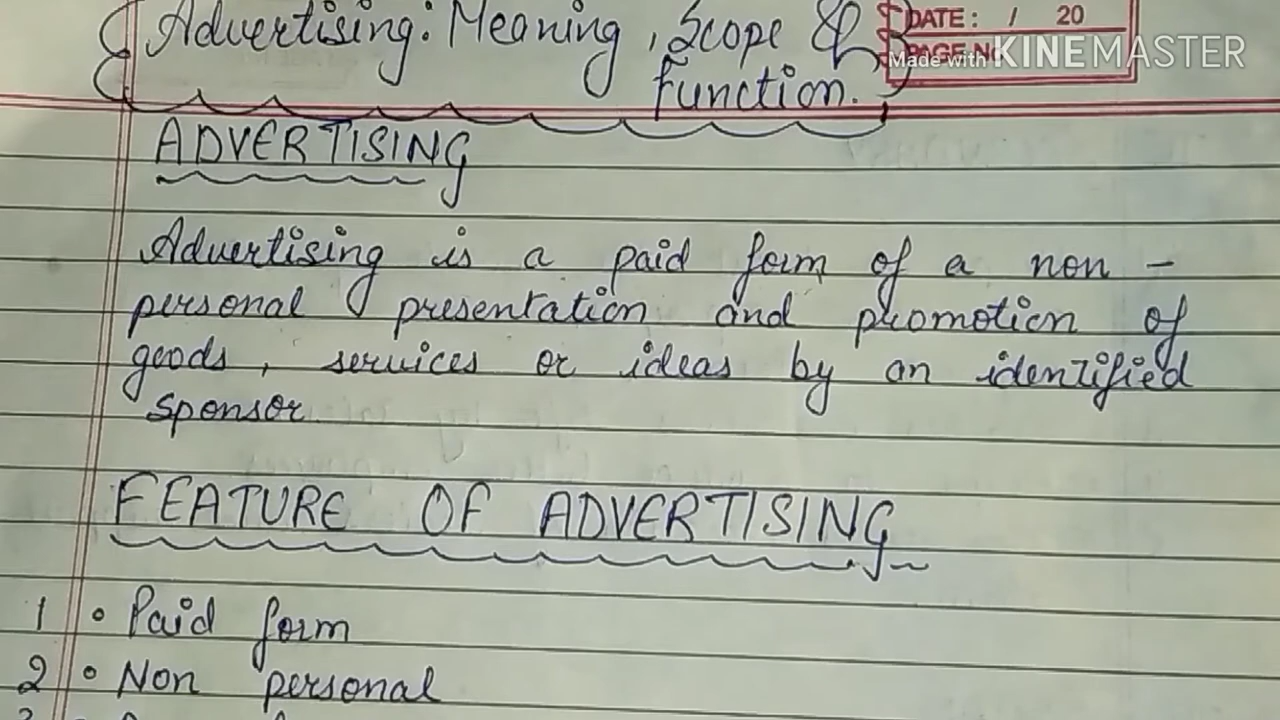 Advertising: Meaning, Scope &
Function.
DATE: / 20
PAGE NO
Made with KINEMASTER
ADVERTISING
Advertising is a paid form of a non-
personal presentation and promotion of
goods, services or ideas by an identified
sponsor
FEATURE OF ADVERTISING
1 • Paid form
2 • Non personal